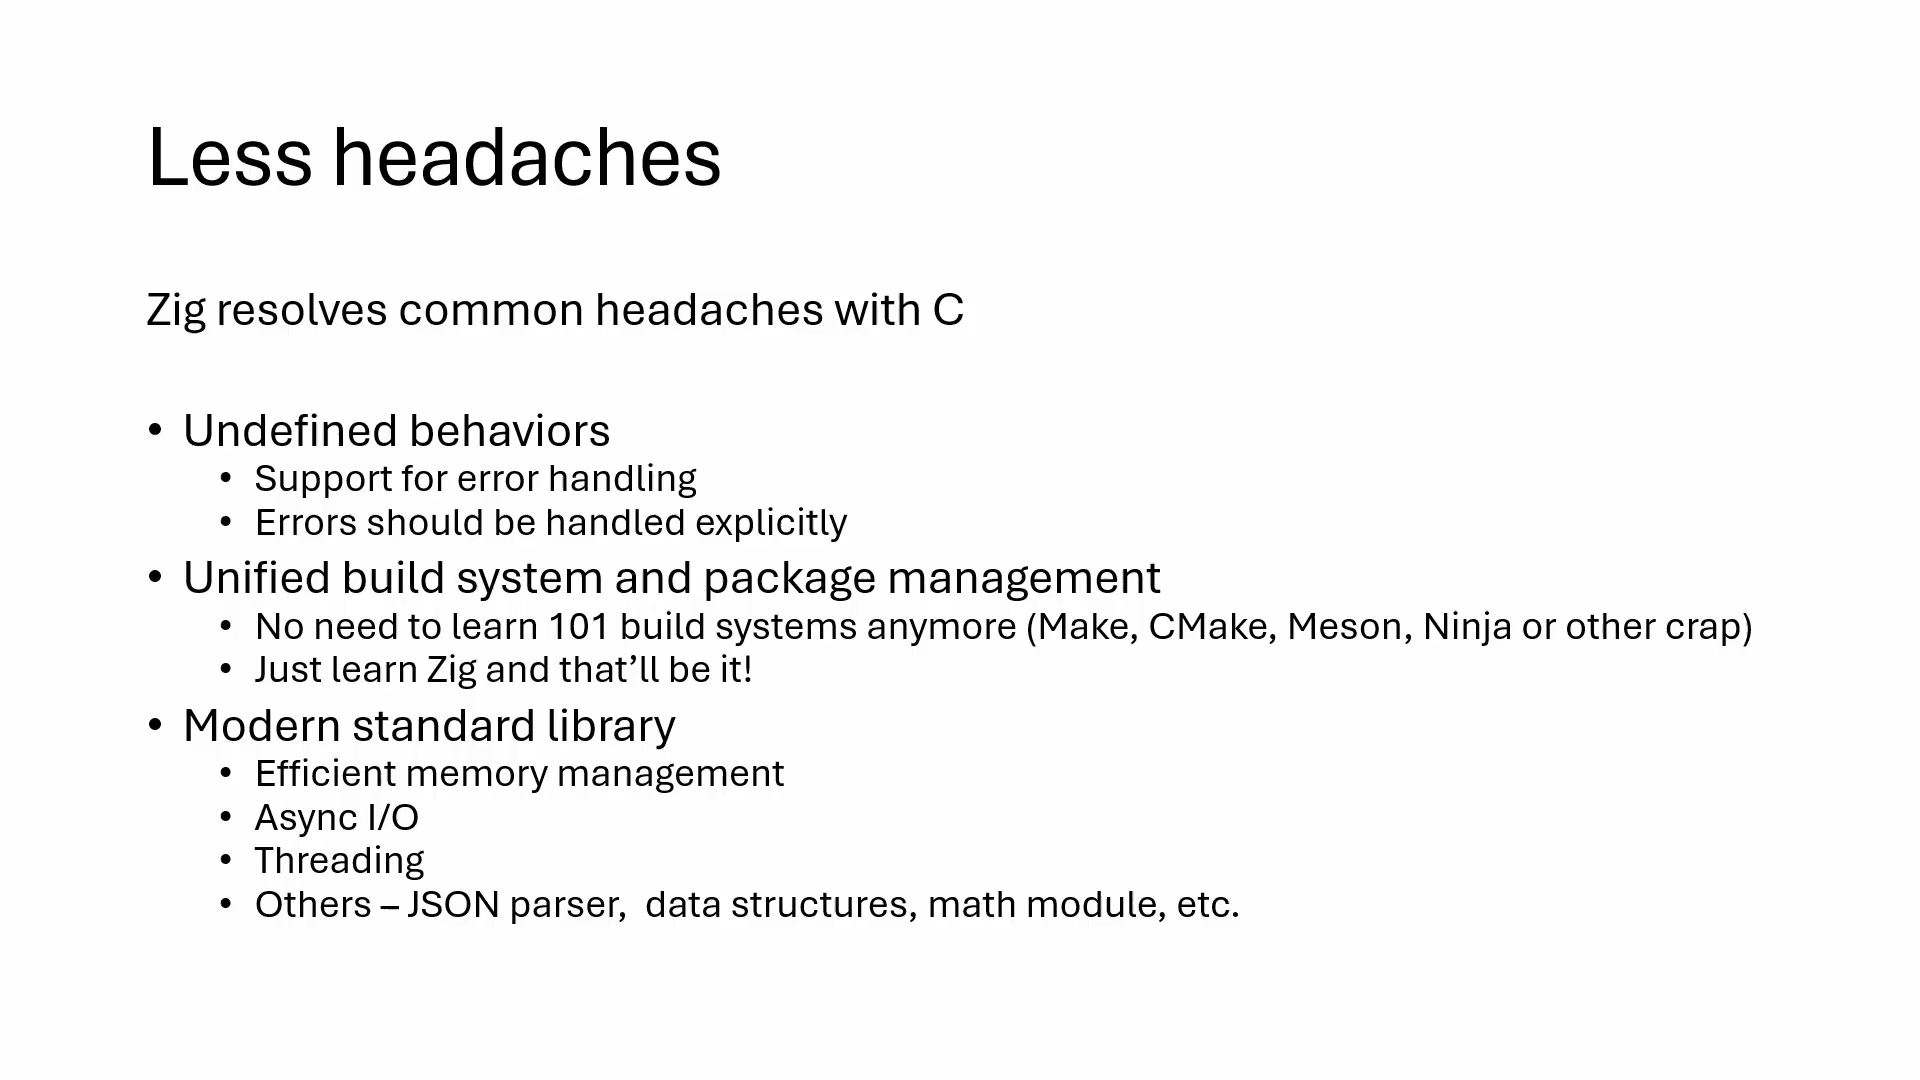 Less headaches
Zig resolves common headaches with C
• Undefined behaviors
• Support for error handling
• Errors should be handled explicitly
• Unified build system and package management
• No need to learn 101 build systems anymore (Make, CMake, Meson, Ninja or other crap)
• Just learn Zig and that’ll be it!
• Modern standard library
• Efficient memory management
• Async I/O
• Threading
• Others – JSON parser,  data structures, math module, etc.